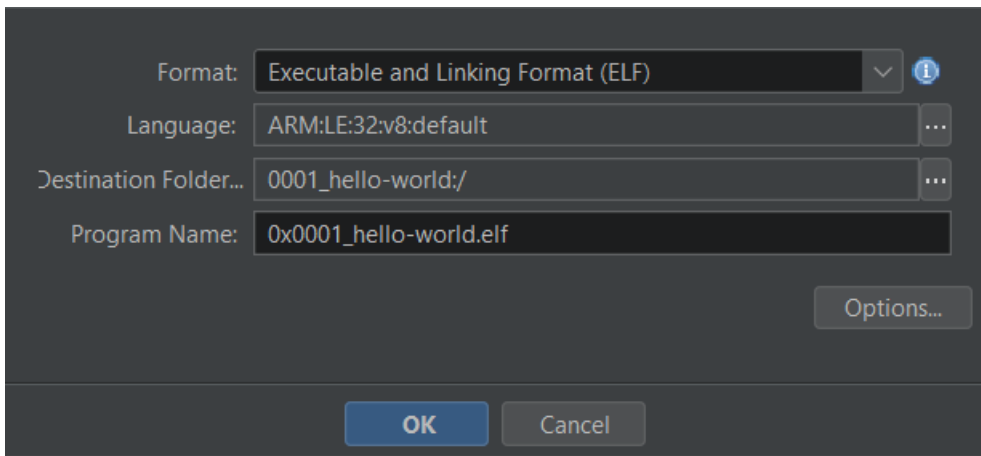 Format: Executable and Linking Format (ELF)
Language: ARM:LE:32:v8:default ...
Destination Folder... 0001_hello-world:/ ...
Program Name: 0x0001_hello-world.elf
Options...
OK Cancel